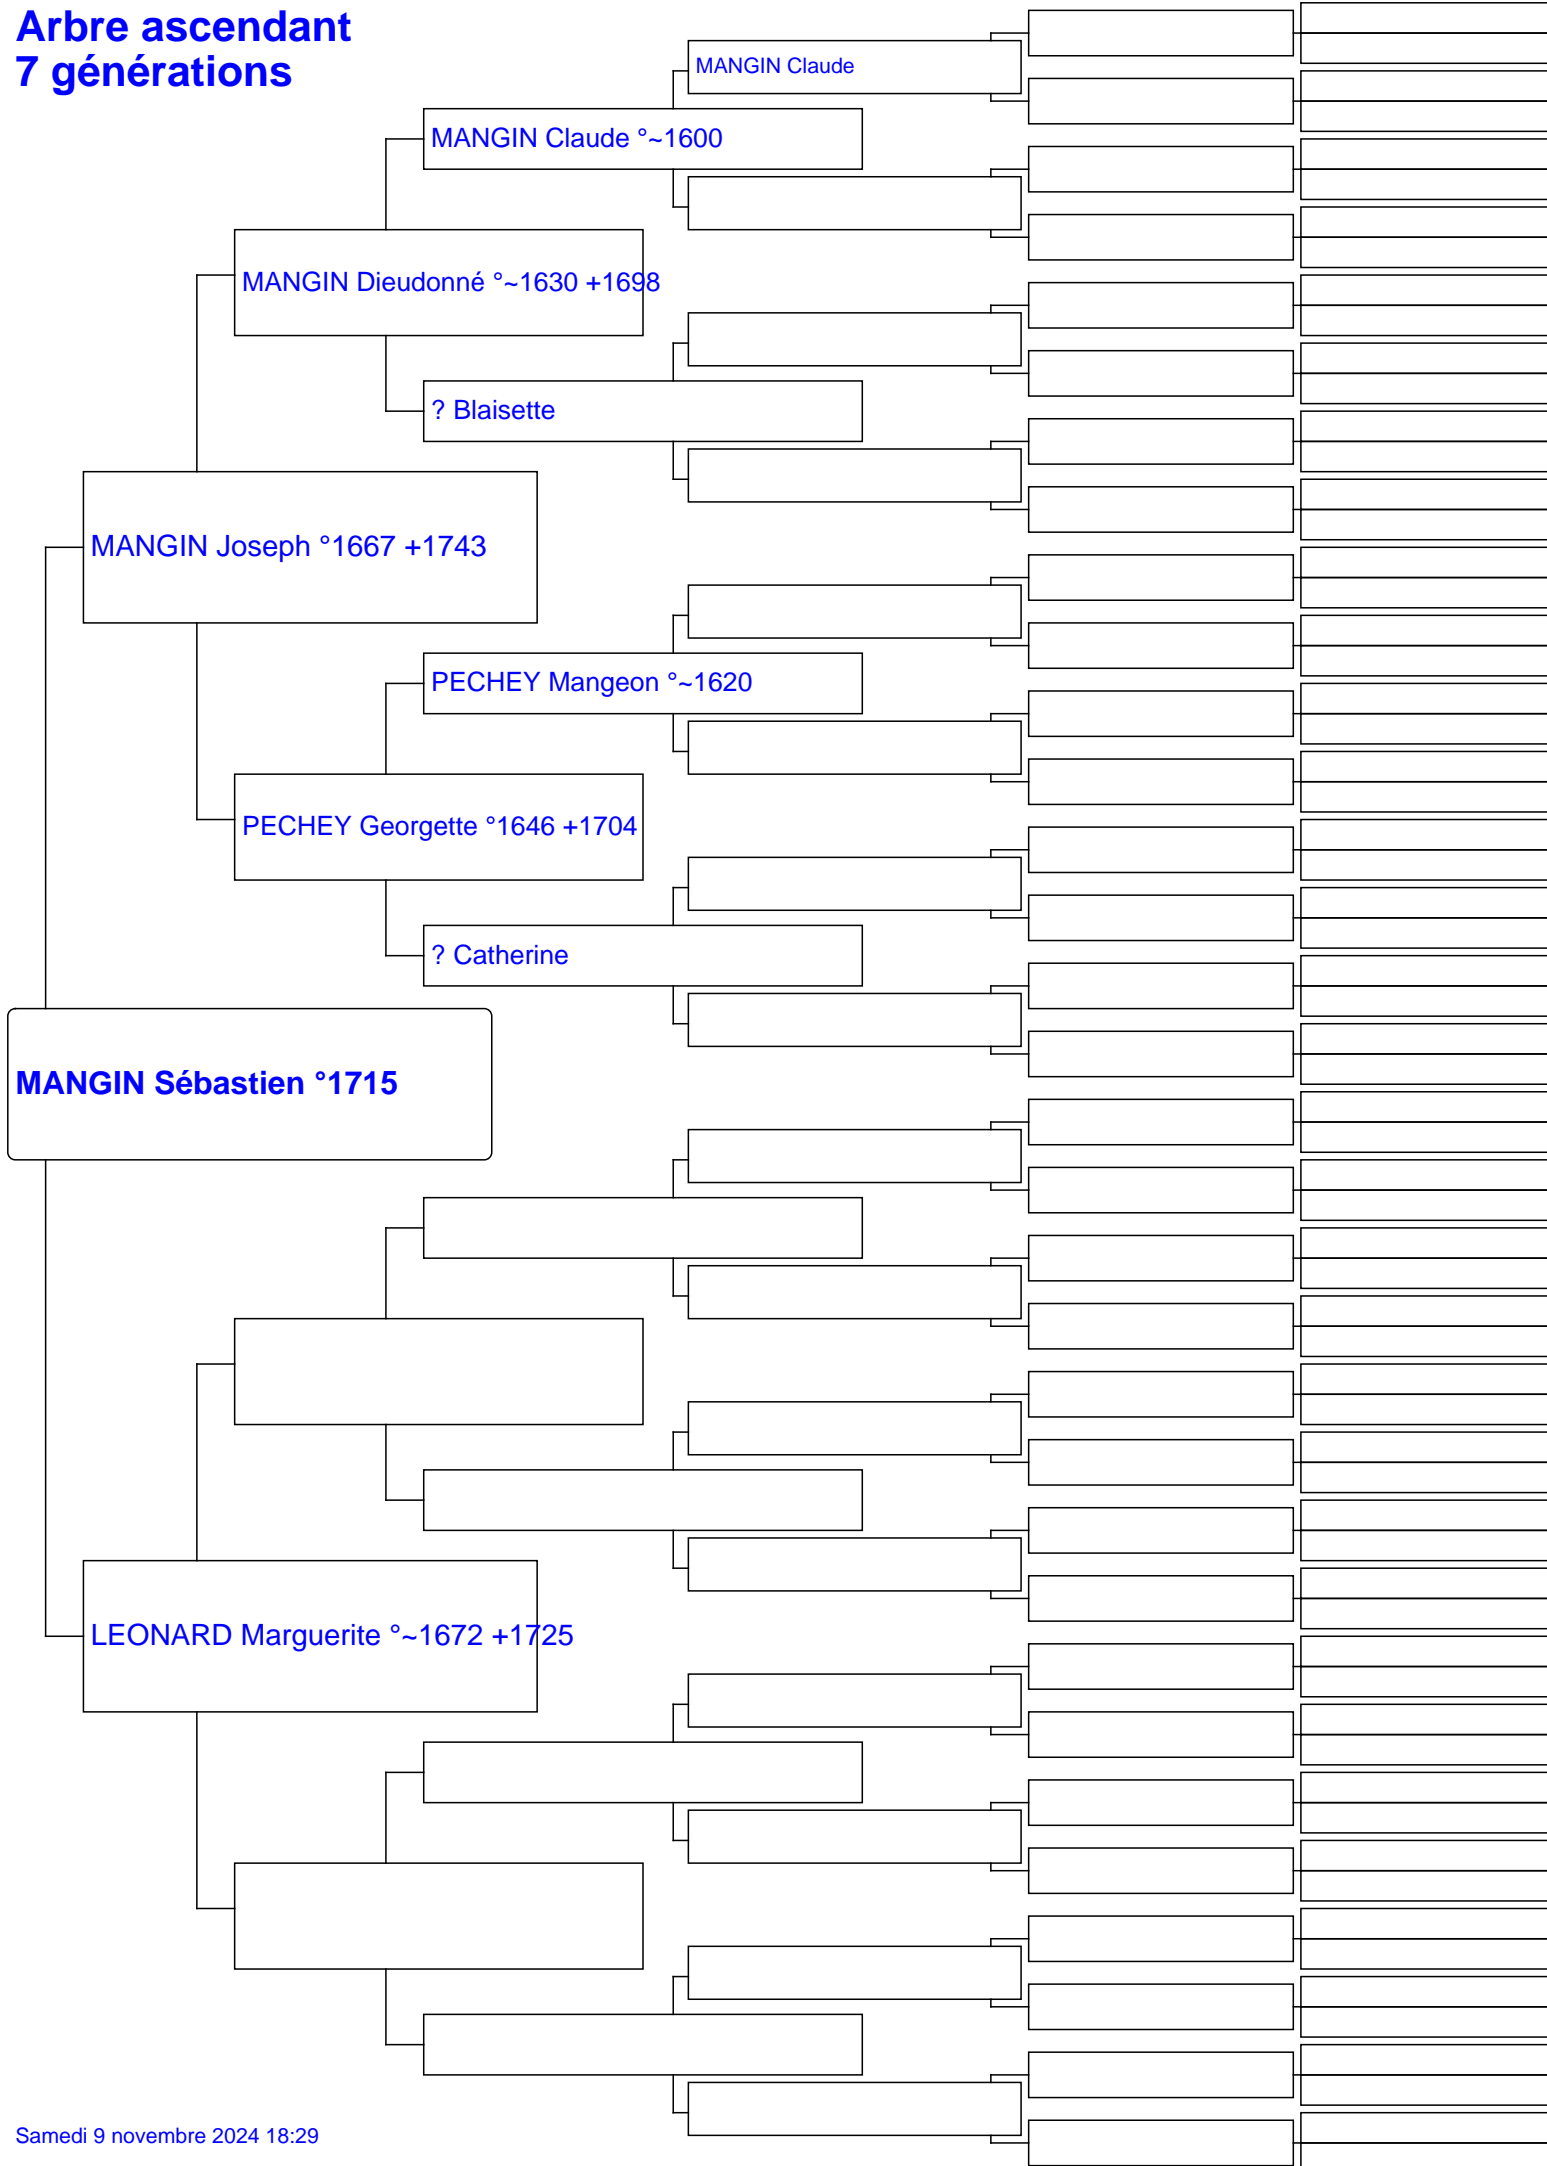 Arbre ascendant
7 générations
MANGIN Claude
MANGIN Claude °~1600
MANGIN Dieudonné °~1630 +1698
? Blaisette
MANGIN Joseph °1667 +1743
PECHEY Mangeon °~1620
PECHEY Georgette °1646 +1704
? Catherine
MANGIN Sébastien °1715
LEONARD Marguerite °~1672 +1725
Samedi 9 novembre 2024 18:29